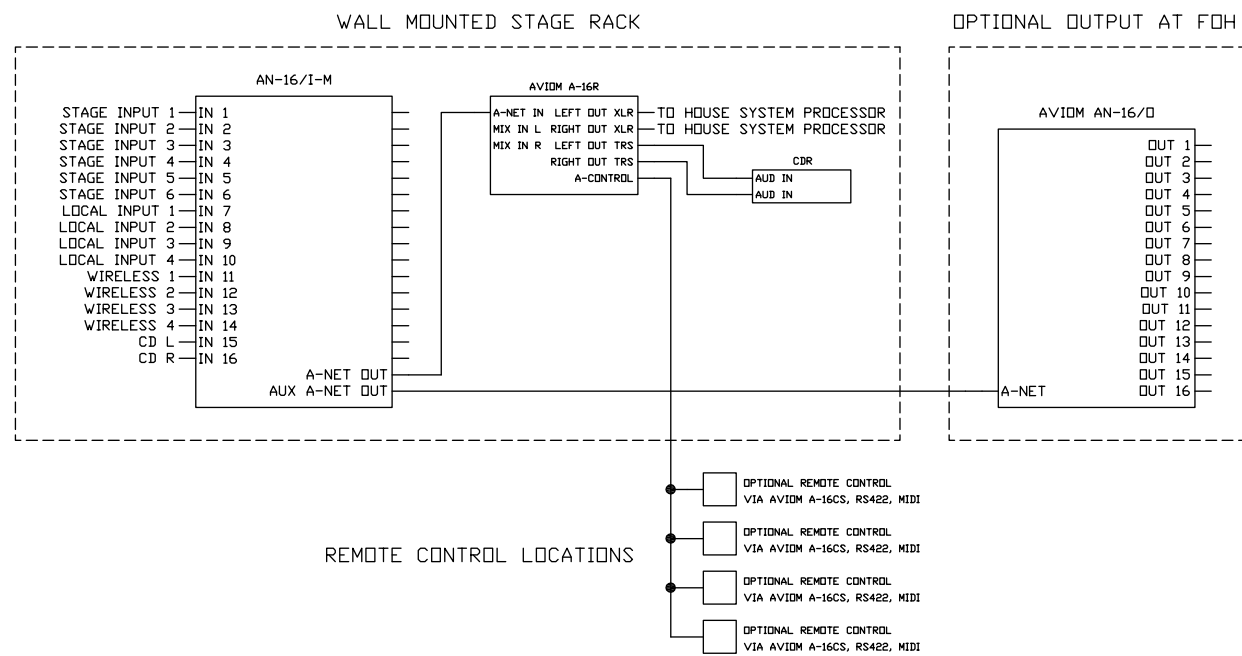 WALL MOUNTED STAGE RACK
OPTIONAL OUTPUT AT FOH
AN-16/I-M
STAGE INPUT 1 IN 1
STAGE INPUT 2 IN 2
STAGE INPUT 3 IN 3
STAGE INPUT 4 IN 4
STAGE INPUT 5 IN 5
STAGE INPUT 6 IN 6
LOCAL INPUT 1 IN 7
LOCAL INPUT 2 IN 8
LOCAL INPUT 3 IN 9
LOCAL INPUT 4 IN 10
WIRELESS 1 IN 11
WIRELESS 2 IN 12
WIRELESS 3 IN 13
WIRELESS 4 IN 14
CD L IN 15
CD R IN 16
A-NET OUT
AUX A-NET OUT
AVIOM A-16R
A-NET IN LEFT OUT XLR TO HOUSE SYSTEM PROCESSOR
MIX IN L RIGHT OUT XLR TO HOUSE SYSTEM PROCESSOR
MIX IN R LEFT OUT TRS
RIGHT OUT TRS
A-CONTROL
CDR
AUD IN
AUD IN
AVIOM AN-16/O
OUT 1
OUT 2
OUT 3
OUT 4
OUT 5
OUT 6
OUT 7
OUT 8
OUT 9
OUT 10
OUT 11
OUT 12
OUT 13
OUT 14
OUT 15
A-NET OUT 16
REMOTE CONTROL LOCATIONS
OPTIONAL REMOTE CONTROL
VIA AVIOM A-16CS, RS422, MIDI
OPTIONAL REMOTE CONTROL
VIA AVIOM A-16CS, RS422, MIDI
OPTIONAL REMOTE CONTROL
VIA AVIOM A-16CS, RS422, MIDI
OPTIONAL REMOTE CONTROL
VIA AVIOM A-16CS, RS422, MIDI